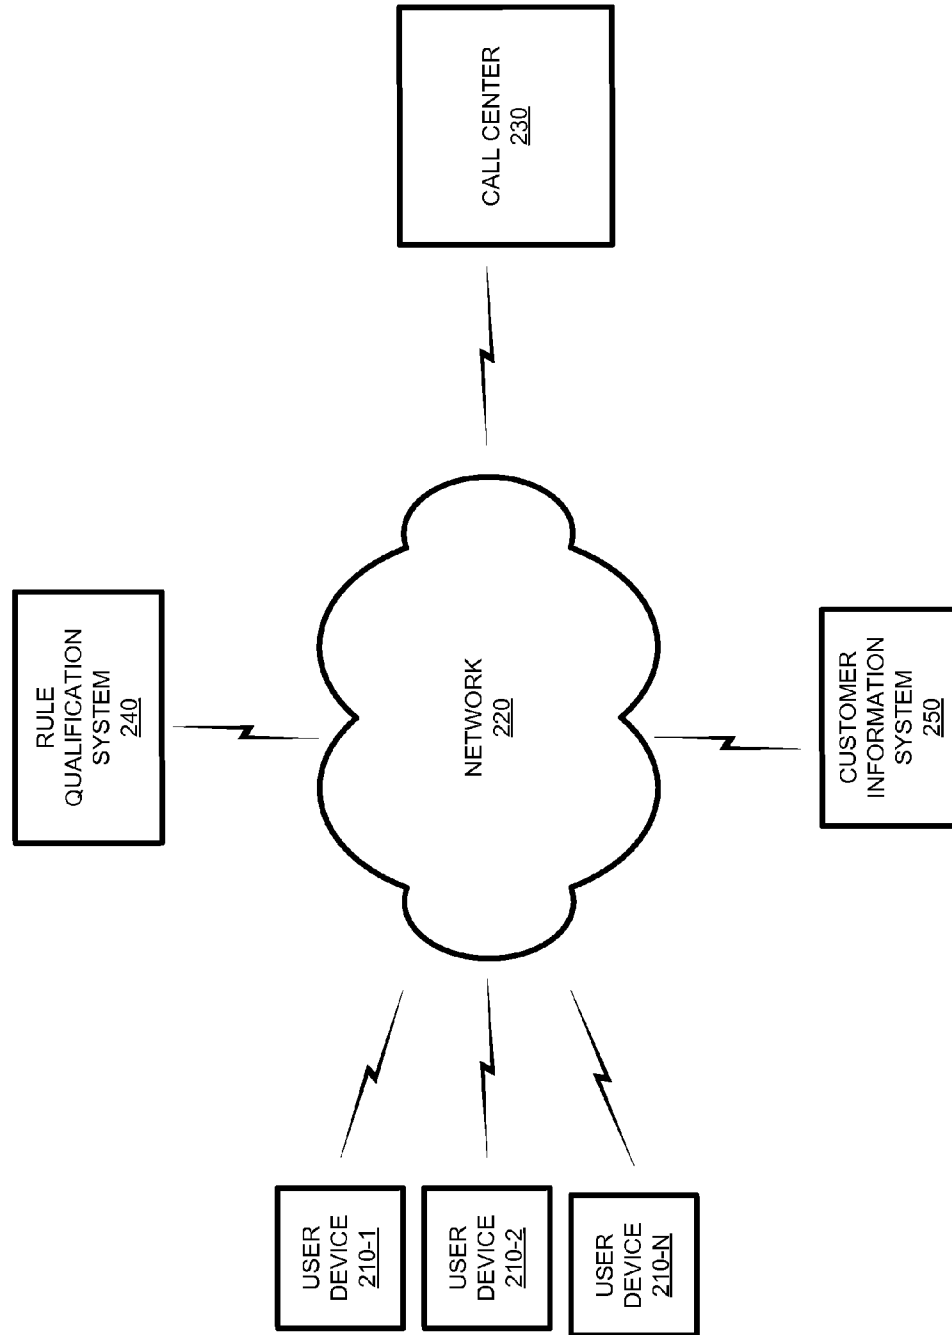 RULE
QUALIFICATION
SYSTEM
240
USER
DEVICE
210-1
USER
DEVICE
210-2
USER
DEVICE
210-N
NETWORK
220
CALL CENTER
230
CUSTOMER
INFORMATION
SYSTEM
250